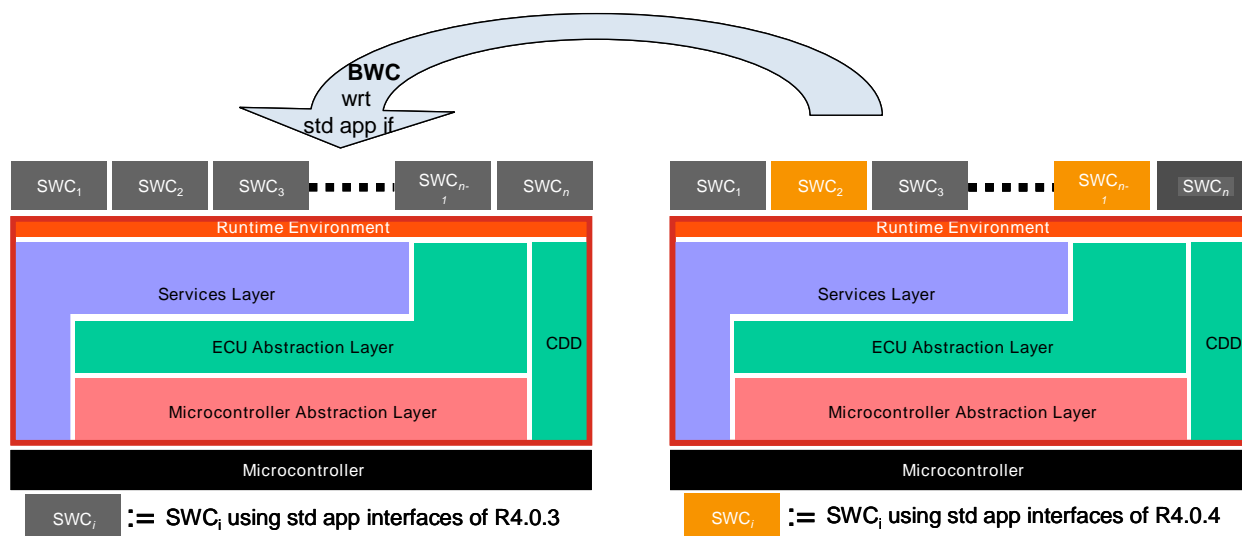 BWC
wrt
std app if
SWC1 SWC2 SWC3 SWCn-1 SWCn
Runtime Environment
Services Layer
ECU Abstraction Layer
CDD
Microcontroller Abstraction Layer
Microcontroller
SWCi := SWCi using std app interfaces of R4.0.3
SWC1 SWC2 SWC3 SWCn-1 SWCn
Runtime Environment
Services Layer
ECU Abstraction Layer
CDD
Microcontroller Abstraction Layer
Microcontroller
SWCi := SWCi using std app interfaces of R4.0.4